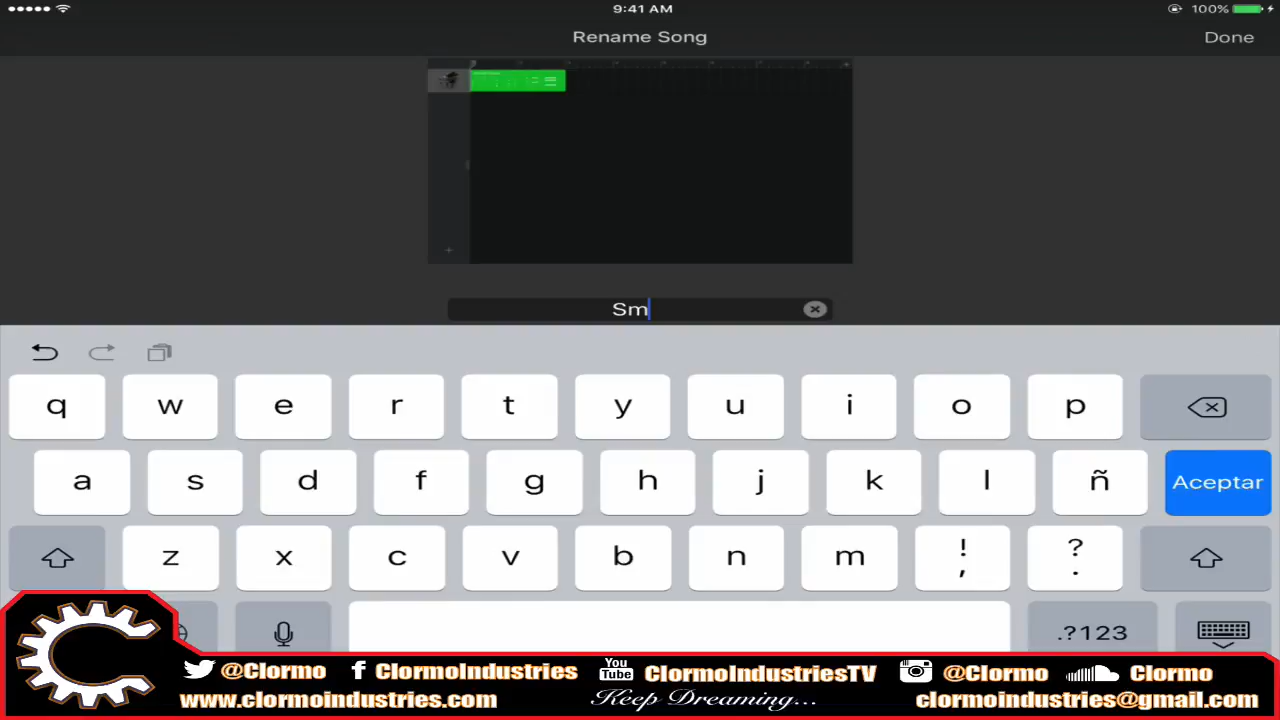 9:41 AM
100%
Rename Song
Done
Sm
q w e r t y u i o p
a s d f g h j k l ñ Aceptar
z x c v b n m ! , ? .
.?123
@Clormo
f ClormoIndustries
You Tube ClormoIndustriesTV
@Clormo
Clormo
www.clormoindustries.com
Keep Dreaming...
clormoindustries@gmail.com